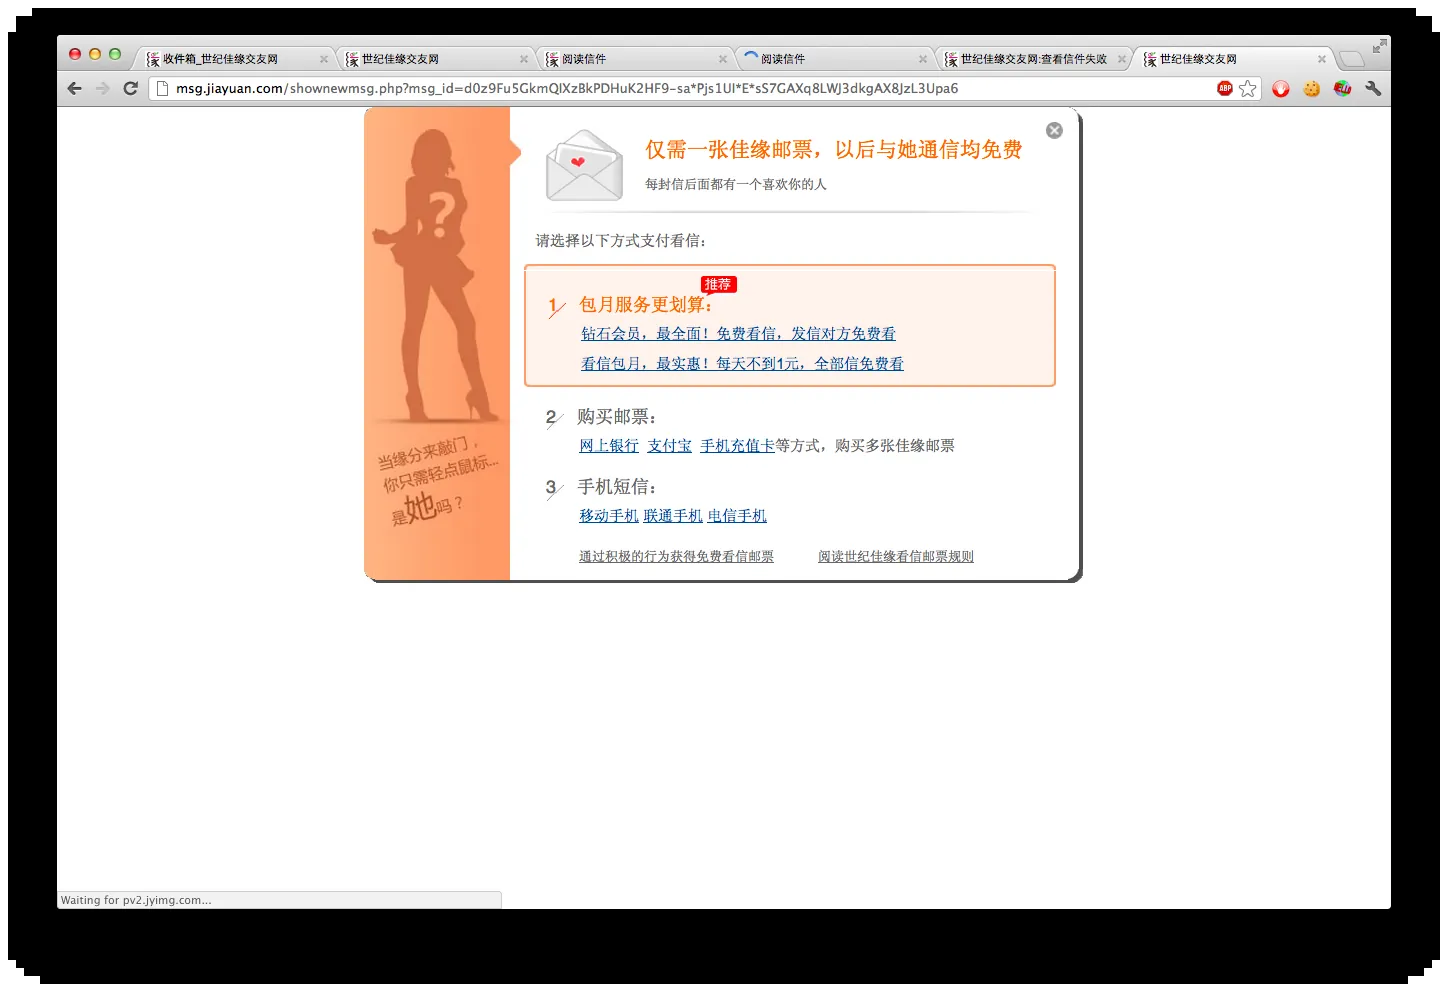 收件箱_世纪佳缘交友网
世纪佳缘交友网
阅读信件
阅读信件
世纪佳缘交友网:查看信件失败
世纪佳缘交友网
msg.jiayuan.com/shownewmsg.php?msg_id=d0z9Fu5GkmQIXzBkPDHuK2HF9-sa*Pjs1UI*E*sS7GAXq8LWJ3dkgAX8JzL3Upa6
ABP
仅需一张佳缘邮票，以后与她通信均免费
每封信后面都有一个喜欢你的人
请选择以下方式支付看信：
推荐
1 包月服务更划算：
钻石会员，最全面！免费看信，发信对方免费看
看信包月，最实惠！每天不到1元，全部信免费看
2 购买邮票：
网上银行 支付宝 手机充值卡等方式，购买多张佳缘邮票
3 手机短信：
移动手机 联通手机 电信手机
通过积极的行为获得免费看信邮票 阅读世纪佳缘看信邮票规则
?
当缘分来敲门，
你只需轻点鼠标...
是她吗？
Waiting for pv2.jyimg.com...